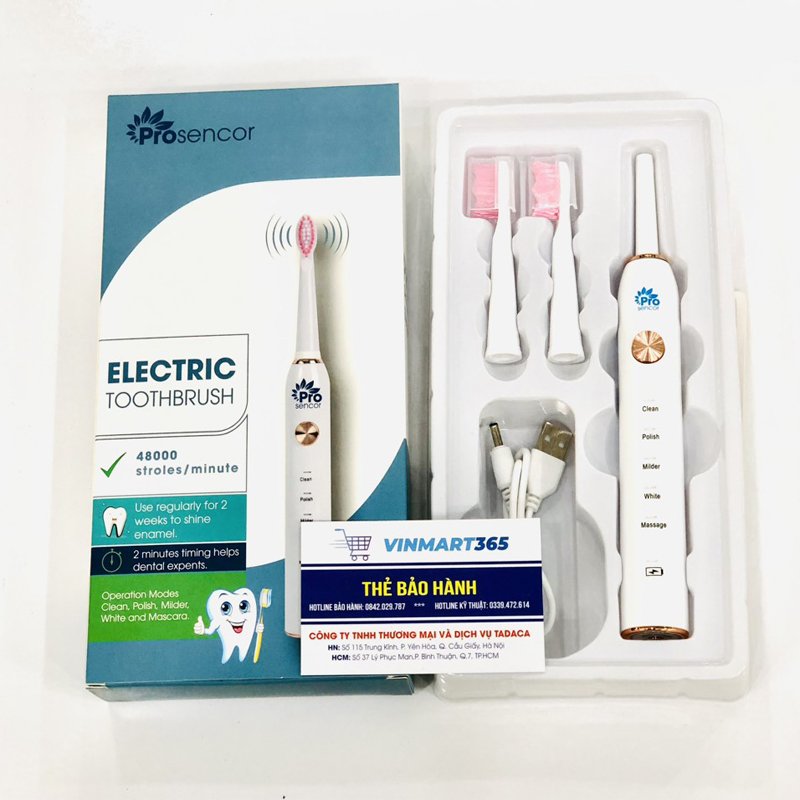 Prosencor
ELECTRIC
TOOTHBRUSH
48000
stroles/minute
Use regularly for 2
weeks to shine
enamel.
2 minutes timing helps
dental expents.
Operation Modes
Clean, Polish, Milder,
White and Mascara.
Pro
sencor
Clean
Polish
Milder
Pro
sencor
Clean
Polish
Milder
White
Massage
VINMART365
THẺ BẢO HÀNH
HOTLINE BẢO HÀNH: 0842.029.787 *** HOTLINE KỸ THUẬT: 0339.472.614
CÔNG TY TNHH THƯƠNG MẠI VÀ DỊCH VỤ TADACA
HN: Số 115 Trung Kính, P. Yên Hòa, Q. Cầu Giấy, Hà Nội
HCM: Số 37 Lý Phục Man,P. Bình Thuận, Q.7, TP.HCM